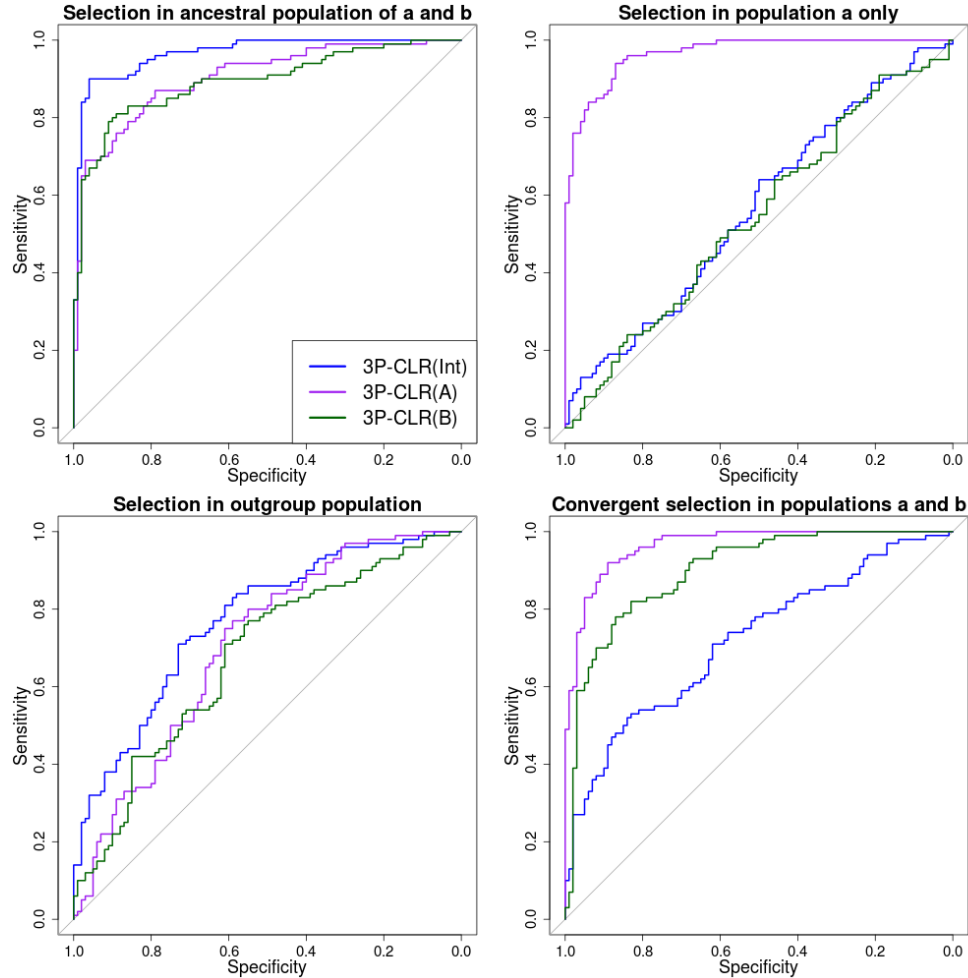 Selection in ancestral population of a and b
Sensitivity
0.0 0.2 0.4 0.6 0.8 1.0
3P-CLR(Int)
3P-CLR(A)
3P-CLR(B)
1.0 0.8 0.6 0.4 0.2 0.0
Specificity
Selection in population a only
Sensitivity
0.0 0.2 0.4 0.6 0.8 1.0
1.0 0.8 0.6 0.4 0.2 0.0
Specificity
Selection in outgroup population
Sensitivity
0.0 0.2 0.4 0.6 0.8 1.0
1.0 0.8 0.6 0.4 0.2 0.0
Specificity
Convergent selection in populations a and b
Sensitivity
0.0 0.2 0.4 0.6 0.8 1.0
1.0 0.8 0.6 0.4 0.2 0.0
Specificity